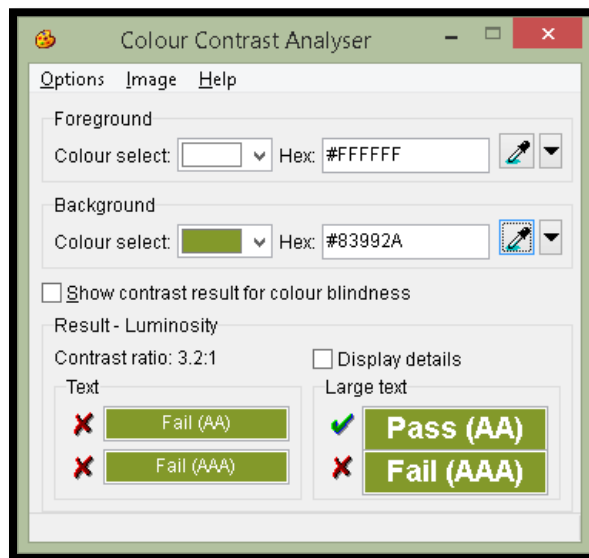 Colour Contrast Analyser
Options Image Help
Foreground
Colour select: Hex: #FFFFFF
Background
Colour select: Hex: #83992A
Show contrast result for colour blindness
Result - Luminosity
Contrast ratio: 3.2:1 Display details
Text
Fail (AA)
Fail (AAA)
Large text
Pass (AA)
Fail (AAA)